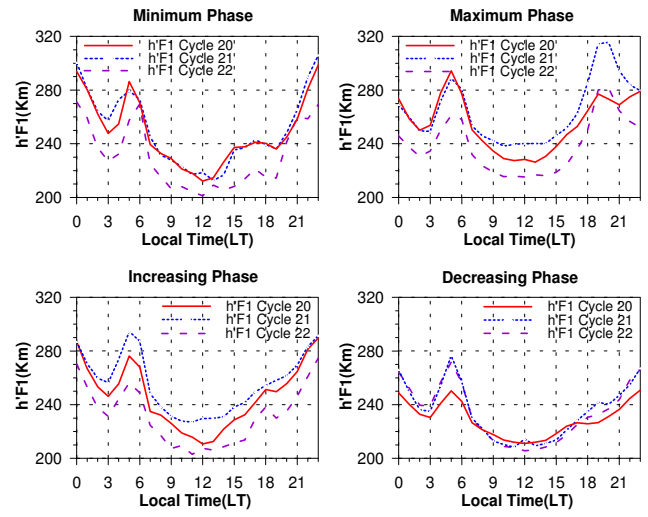 Minimum Phase
h'F1(Km)
320
280
240
200
h'F1 Cycle 20
h'F1 Cycle 21
h'F1 Cycle 22
0 3 6 9 12 15 18 21
Local Time(LT)
Maximum Phase
h'F1(Km)
320
280
240
200
h'F1 Cycle 20
h'F1 Cycle 21
h'F1 Cycle 22
0 3 6 9 12 15 18 21
Local Time(LT)
Increasing Phase
h'F1(Km)
320
280
240
200
h'F1 Cycle 20
h'F1 Cycle 21
h'F1 Cycle 22
0 3 6 9 12 15 18 21
Local Time(LT)
Decreasing Phase
h'F1(Km)
320
280
240
200
h'F1 Cycle 20
h'F1 Cycle 21
h'F1 Cycle 22
0 3 6 9 12 15 18 21
Local Time(LT)